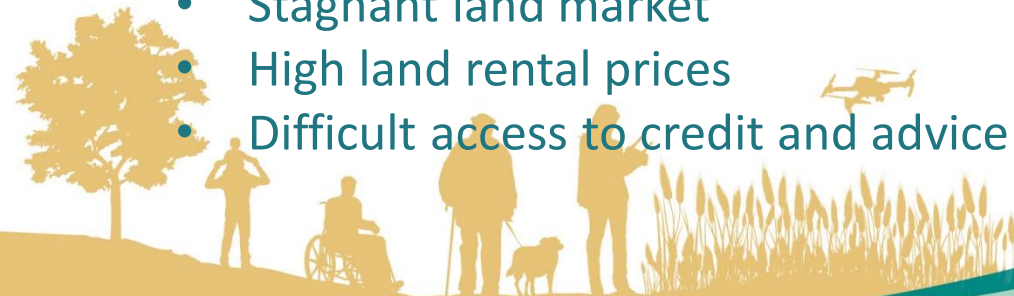 • Stagnant land market
• High land rental prices
• Difficult access to credit and advice